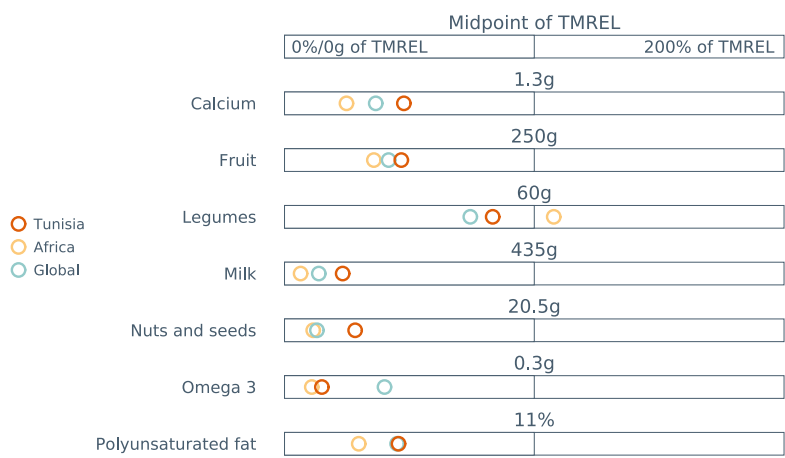 Midpoint of TMREL
0%/0g of TMREL 200% of TMREL
1.3g
Calcium
250g
Fruit
60g
Legumes
435g
Milk
20.5g
Nuts and seeds
0.3g
Omega 3
11%
Polyunsaturated fat
Tunisia
Africa
Global